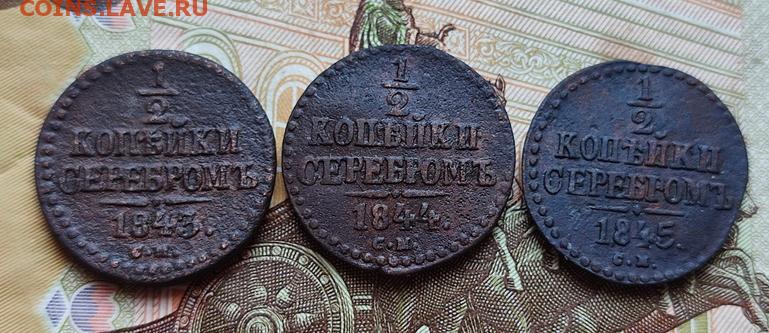 COINS.LAVE.RU
1
2
КОПѢЙКИ
СЕРЕБРОМЪ
1843.
С.М.
1
2
КОПѢЙКИ
СЕРЕБРОМЪ
1844.
С.М.
1
2
КОПѢЙКИ
СЕРЕБРОМЪ
1845.
С.М.